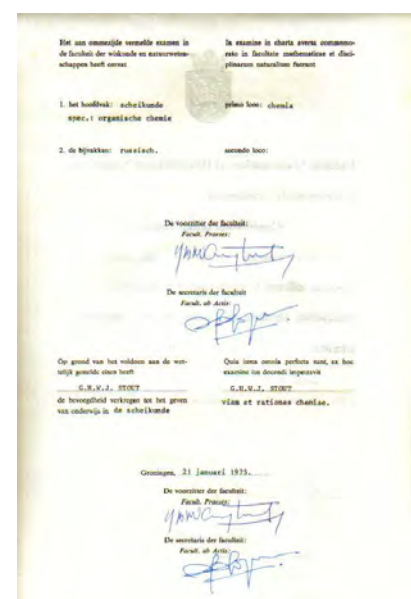 Het aan ommezijde vermelde examen in
de faculteit der wiskunde en natuurweten-
schappen heeft omvat
In examine in charta aversa commemo-
rato in facultate mathematicae et disci-
plinarum naturalium fuerunt
1. het hoofdvak: scheikunde
spec.: organische chemie
primo loco: chemia
2. de bijvakken: russisch.
secundo loco:
De voorzitter der faculteit:
Facult. Praeses:
De secretaris der faculteit
Facult. ab Actis:
Op grond van het voldoen aan de wet-
telijk gestelde eisen heeft
G.H.W.J. STOUT
de bevoegdheid verkregen tot het geven
van onderwijs in de scheikunde
Quia istea omnia perfecta sunt, ex hoc
examine ius docendi impetravit
G.H.W.J. STOUT
viam et rationes chemiae.
Groningen, 21 januari 1975.
De voorzitter der faculteit:
Facult. Praeses:
De secretaris der faculteit:
Facult. ab Actis: